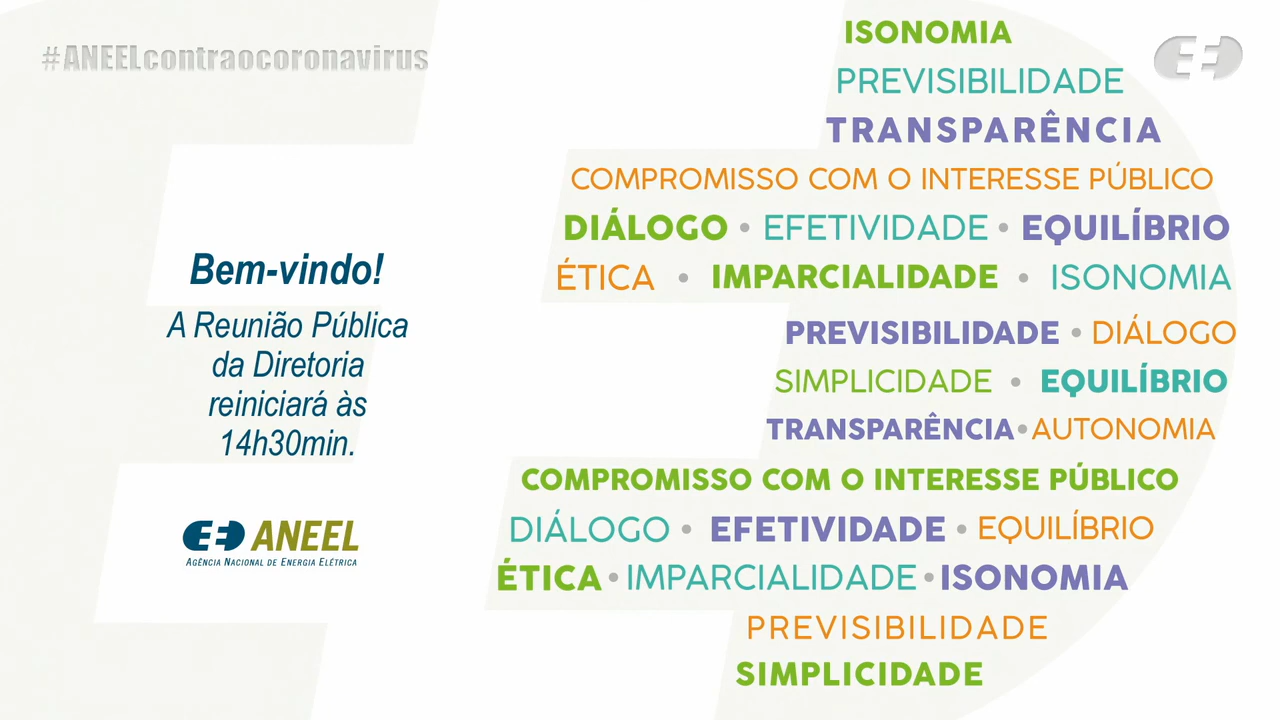 #ANEELcontraocoronavirus
Bem-vindo!
A Reunião Pública
da Diretoria
reiniciará às
14h30min.
ANEEL
AGÊNCIA NACIONAL DE ENERGIA ELÉTRICA
ISONOMIA
PREVISIBILIDADE
TRANSPARÊNCIA
COMPROMISSO COM O INTERESSE PÚBLICO
DIÁLOGO • EFETIVIDADE • EQUILÍBRIO
ÉTICA • IMPARCIALIDADE • ISONOMIA
PREVISIBILIDADE • DIÁLOGO
SIMPLICIDADE • EQUILÍBRIO
TRANSPARÊNCIA • AUTONOMIA
COMPROMISSO COM O INTERESSE PÚBLICO
DIÁLOGO • EFETIVIDADE • EQUILÍBRIO
ÉTICA • IMPARCIALIDADE • ISONOMIA
PREVISIBILIDADE
SIMPLICIDADE